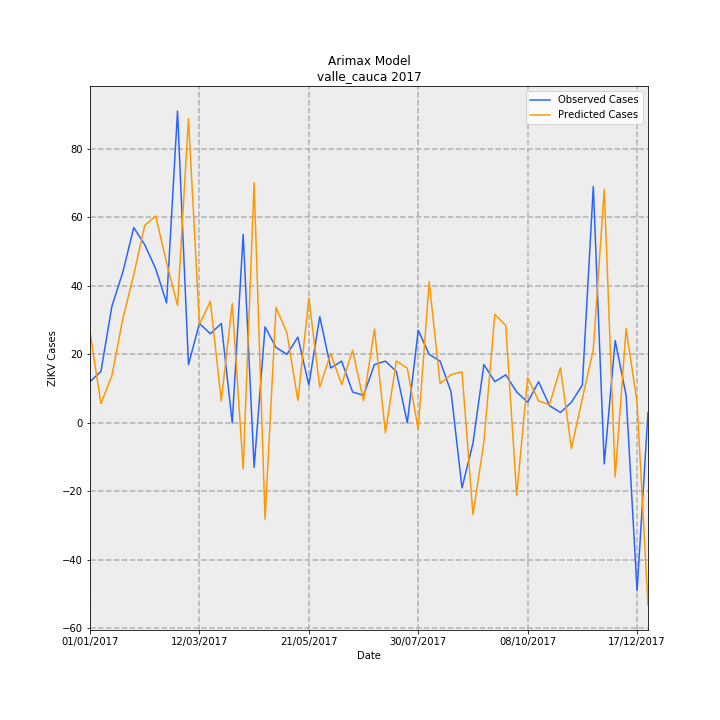 Arimax Model
valle_cauca 2017
Observed Cases
Predicted Cases
ZIKV Cases
80
60
40
20
0
−20
−40
−60
01/01/2017 12/03/2017 21/05/2017 30/07/2017 08/10/2017 17/12/2017
Date